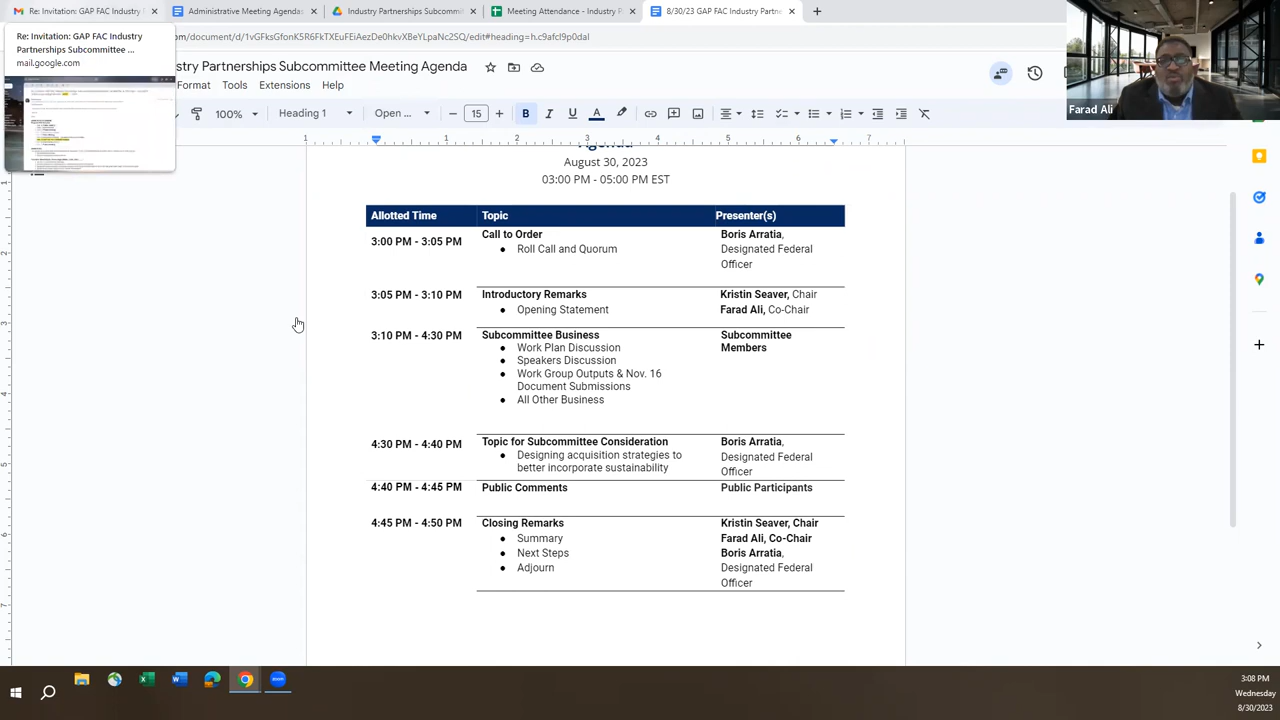 Re: Invitation: GAP FAC Industry P
Administrative Meeting Agendas
Industry Partnerships Subcommit
Meeting Attendance - Industry P
8/30/23 GAP FAC Industry Partne
Re: Invitation: GAP FAC Industry
Partnerships Subcommittee ...
mail.google.com
ustry Partnerships Subcommittee Meeting Agenda
Format Tools Extensions Help
100% Heading Open B A
Farad Ali
1 6 7
Agenda
August 30, 2023
03:00 PM - 05:00 PM EST
Allotted Time Topic Presenter(s)
3:00 PM - 3:05 PM Call to Order Boris Arratia,
● Roll Call and Quorum Designated Federal
Officer
3:05 PM - 3:10 PM Introductory Remarks Kristin Seaver, Chair
● Opening Statement Farad Ali, Co-Chair
3:10 PM - 4:30 PM Subcommittee Business Subcommittee
● Work Plan Discussion Members
● Speakers Discussion
● Work Group Outputs & Nov. 16
Document Submissions
● All Other Business
4:30 PM - 4:40 PM Topic for Subcommittee Consideration Boris Arratia,
● Designing acquisition strategies to Designated Federal
better incorporate sustainability Officer
4:40 PM - 4:45 PM Public Comments Public Participants
4:45 PM - 4:50 PM Closing Remarks Kristin Seaver, Chair
● Summary Farad Ali, Co-Chair
● Next Steps Boris Arratia,
● Adjourn Designated Federal
Officer
zoom
3:08 PM
Wednesday
8/30/2023